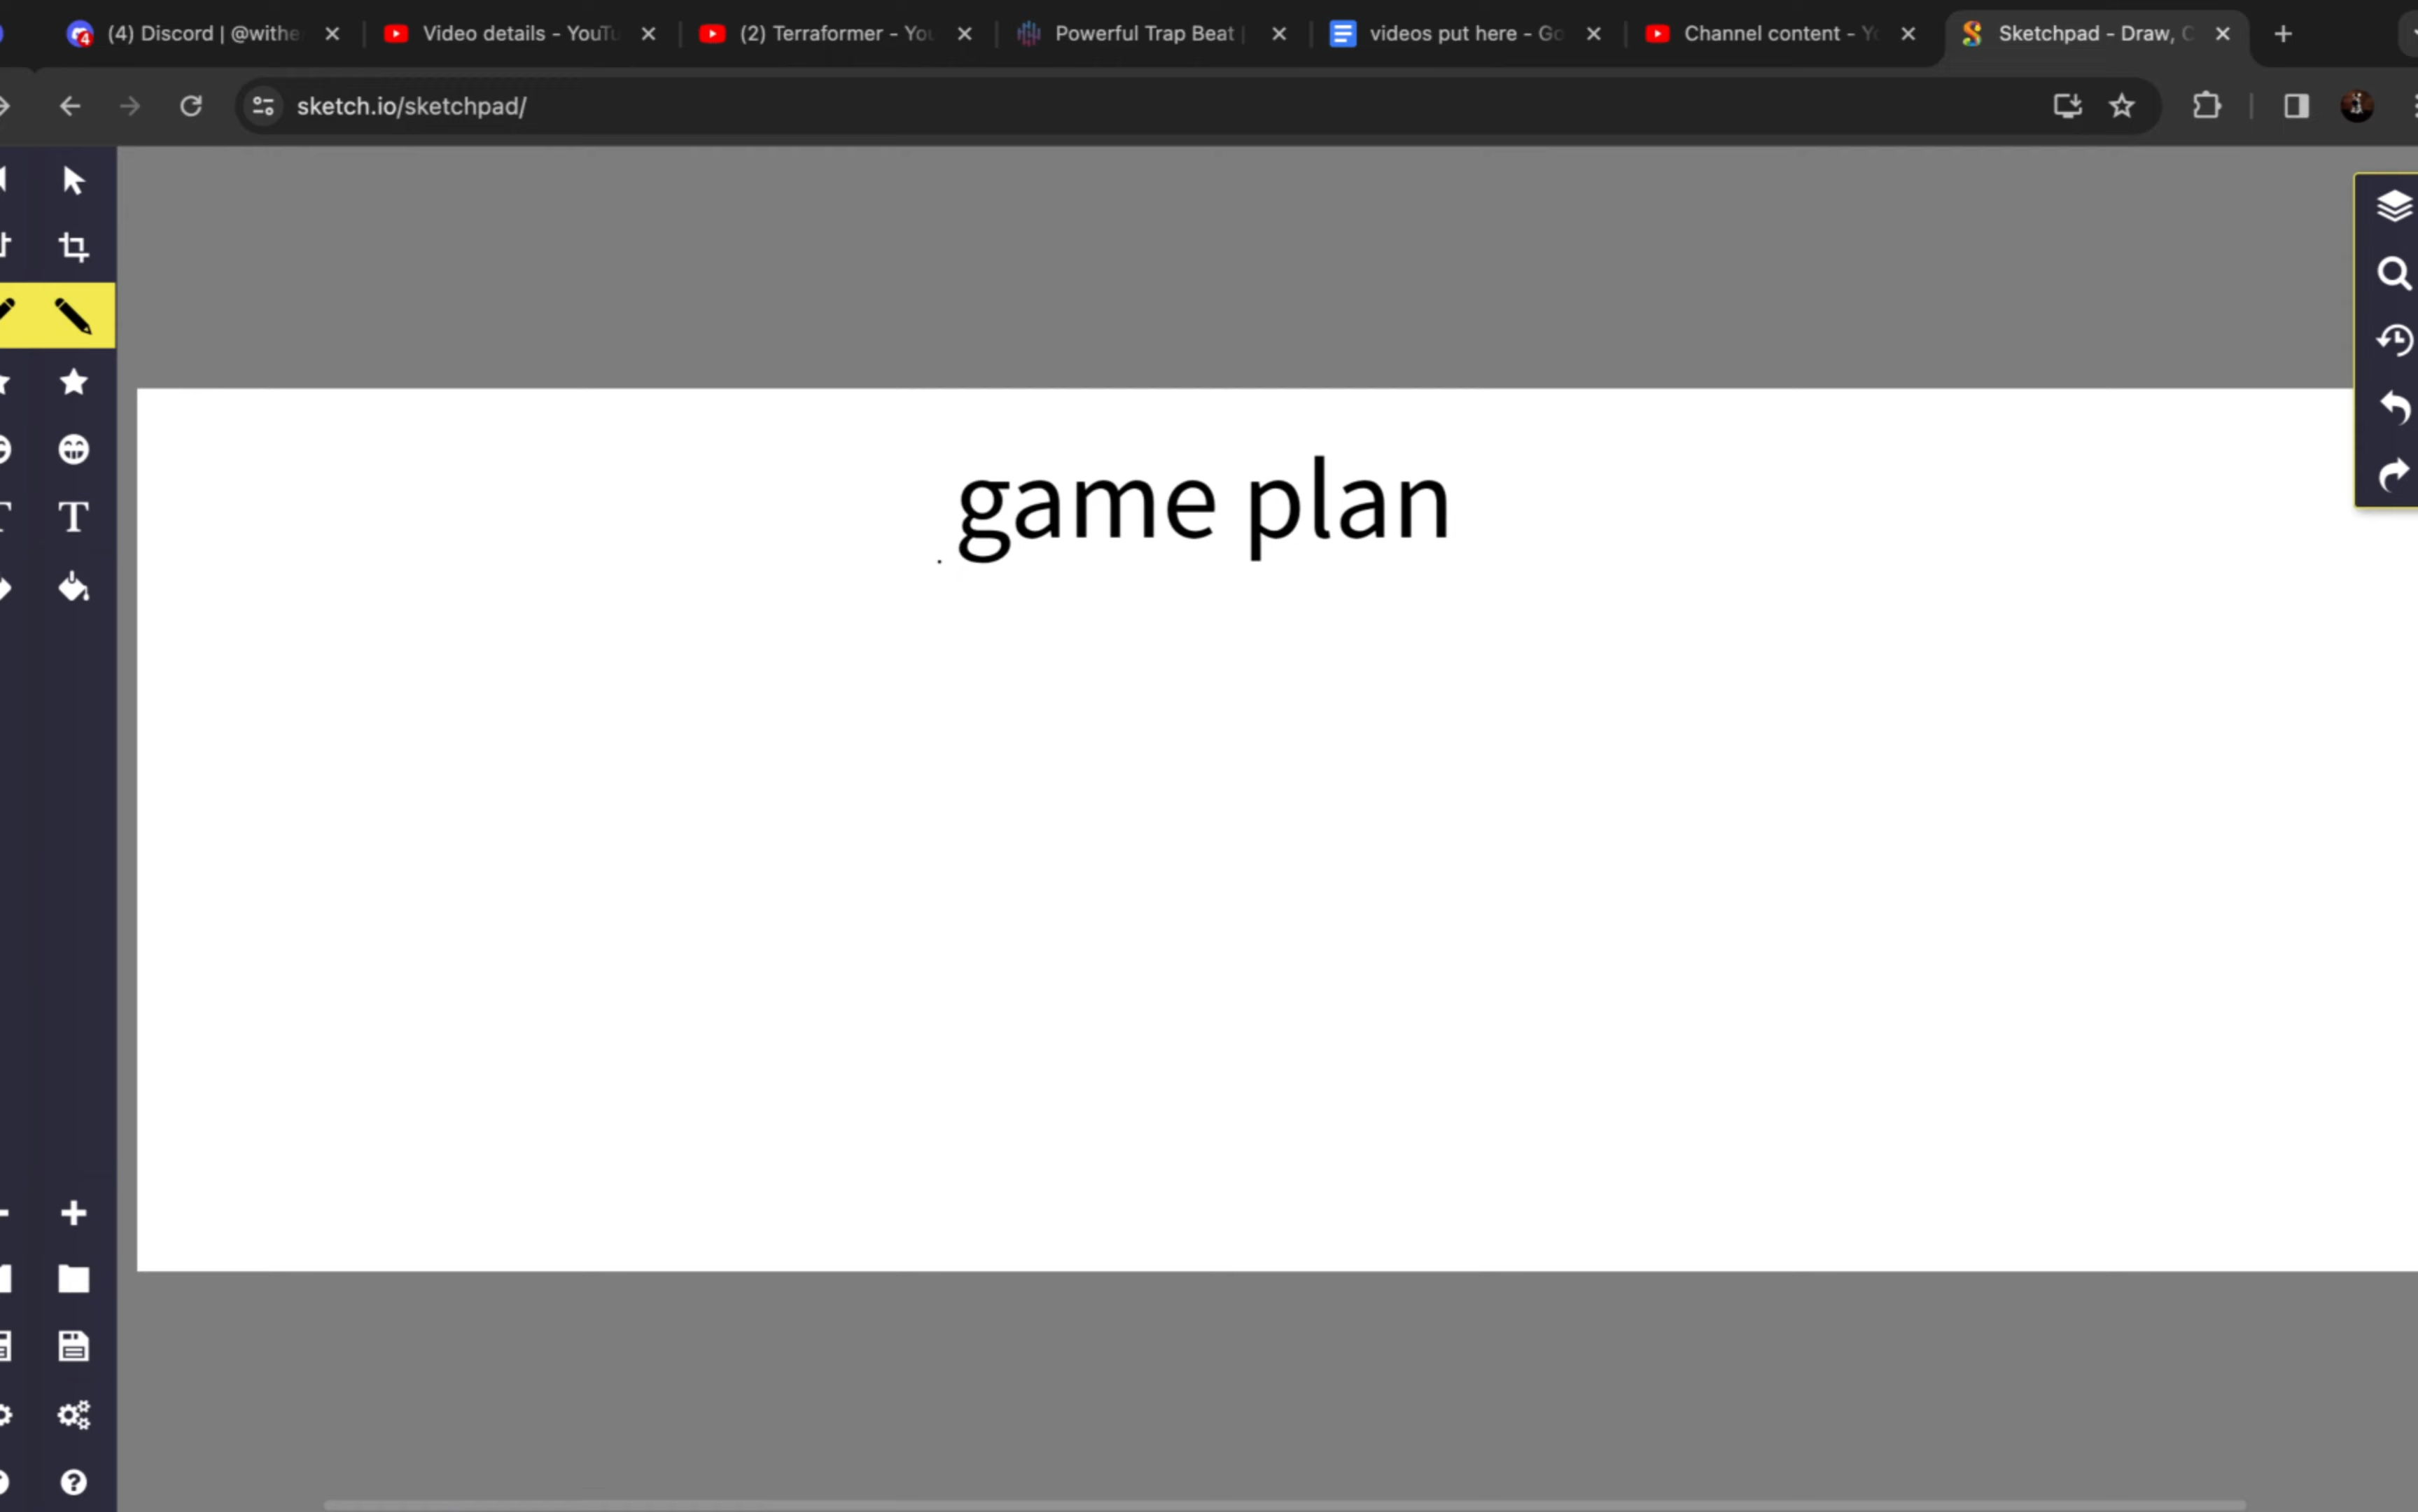 (4) Discord | @withe
Video details - YouTu
(2) Terraformer - You
Powerful Trap Beat |
videos put here - Go
Channel content - Yo
Sketchpad - Draw, C
sketch.io/sketchpad/
game plan